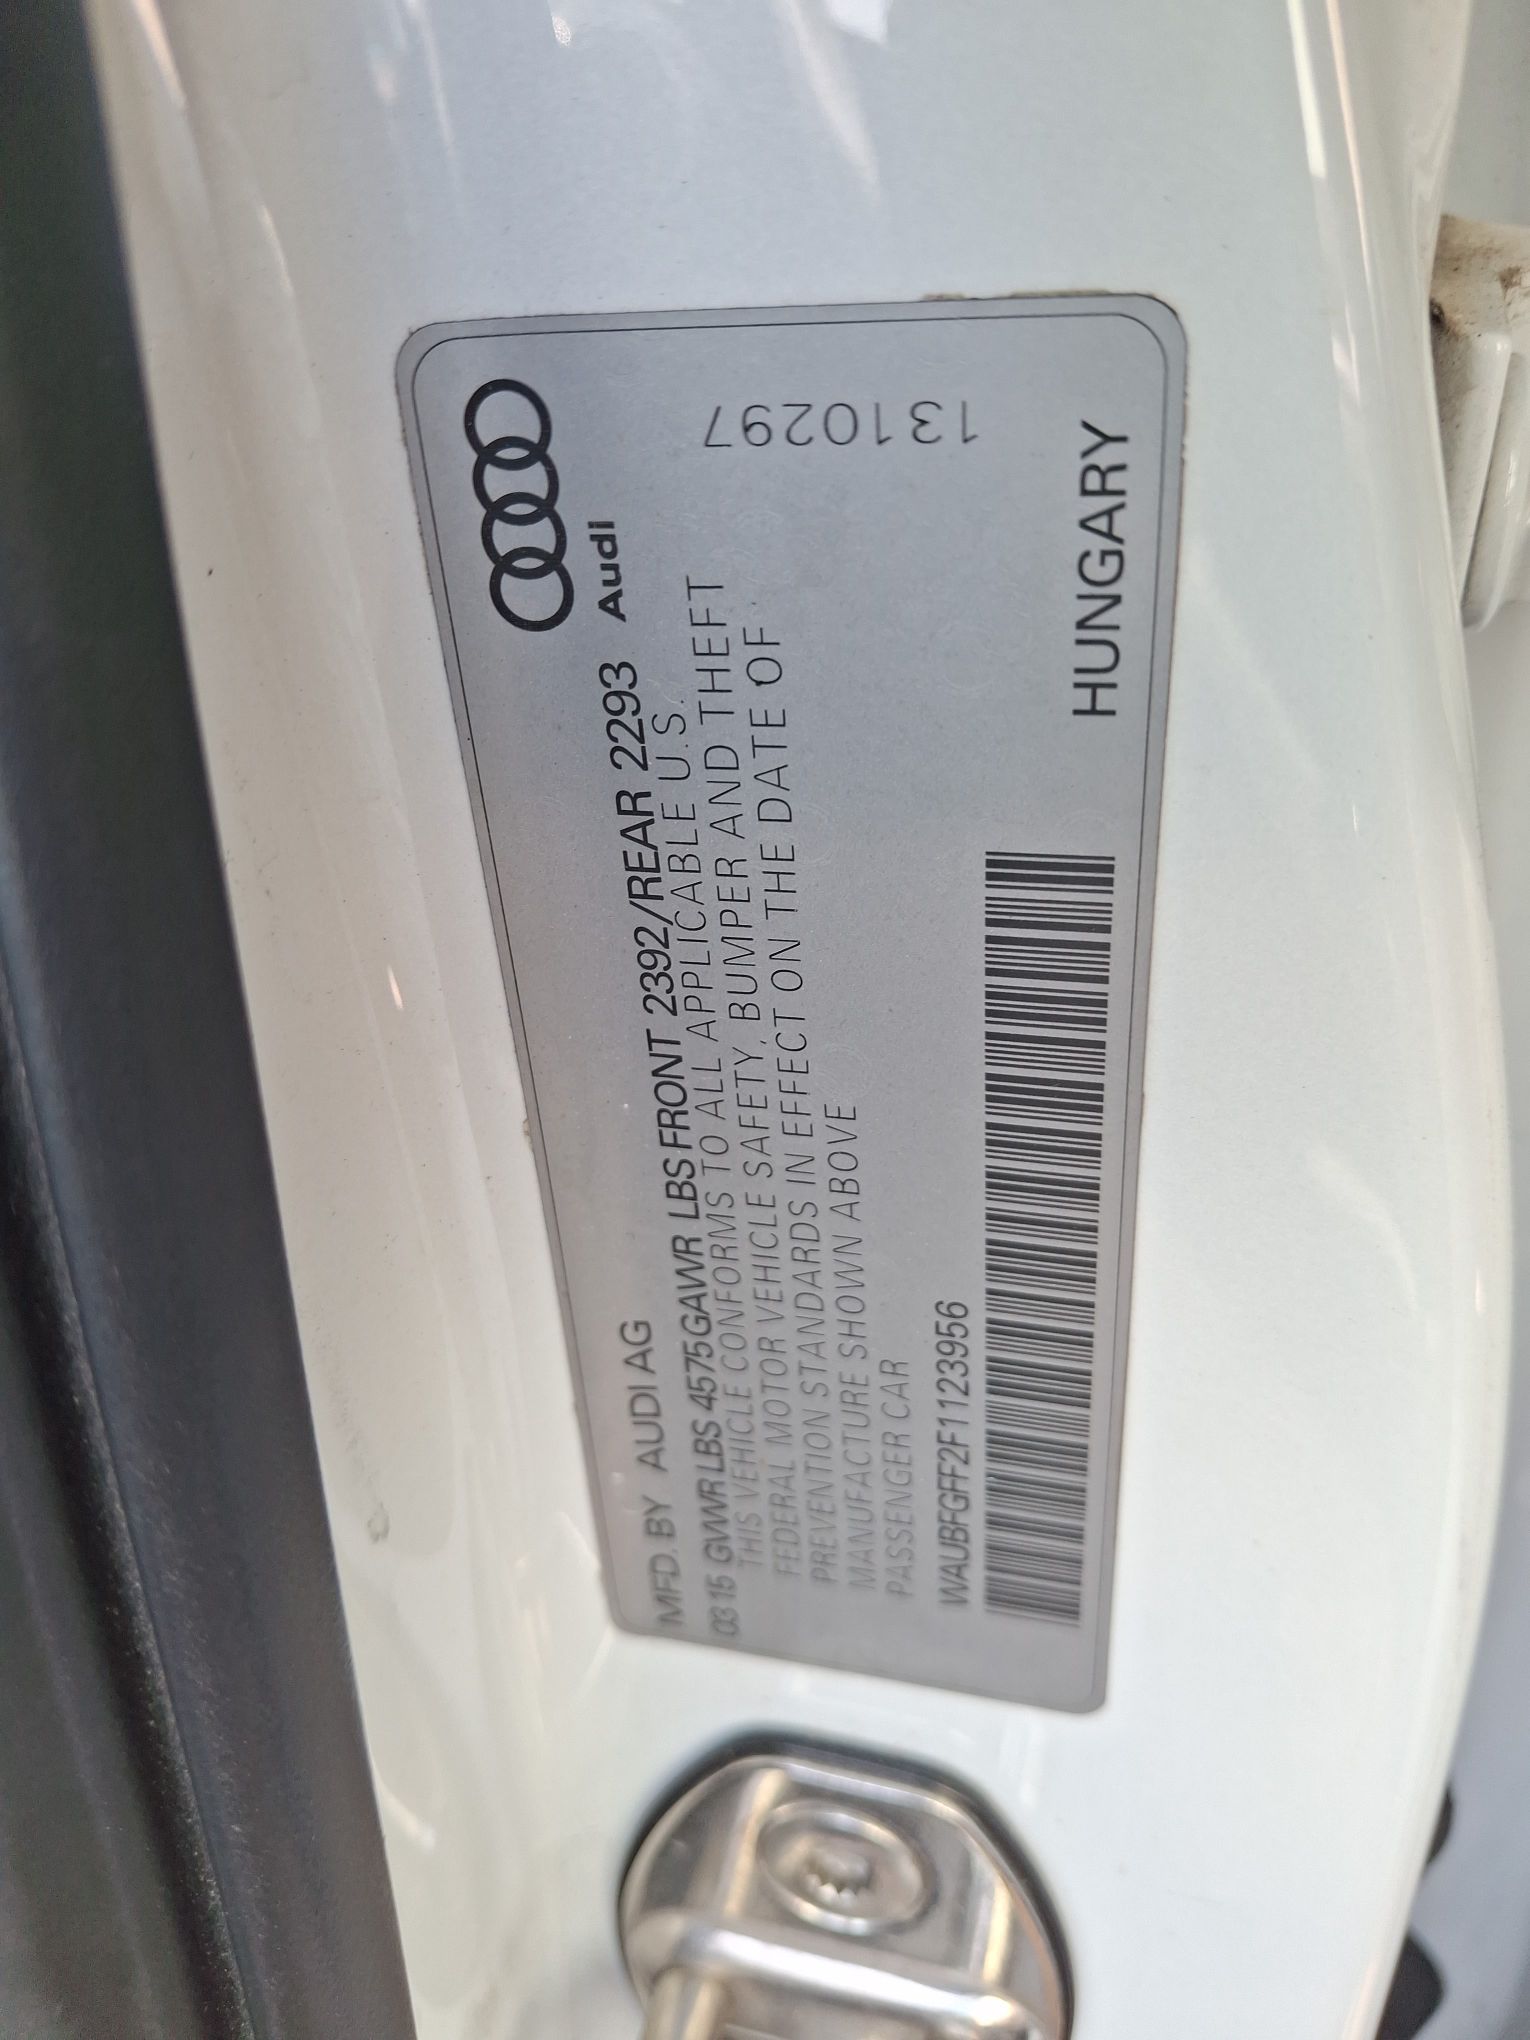 MFD. BY AUDI AG
03 15 GVWR LBS 4575 GAWR LBS FRONT 2392/REAR 2293
Audi
THIS VEHICLE CONFORMS TO ALL APPLICABLE U.S.
FEDERAL MOTOR VEHICLE SAFETY, BUMPER AND THEFT
PREVENTION STANDARDS IN EFFECT ON THE DATE OF
MANUFACTURE SHOWN ABOVE
PASSENGER CAR
1310297
WAUBFGFF2F1123956
HUNGARY